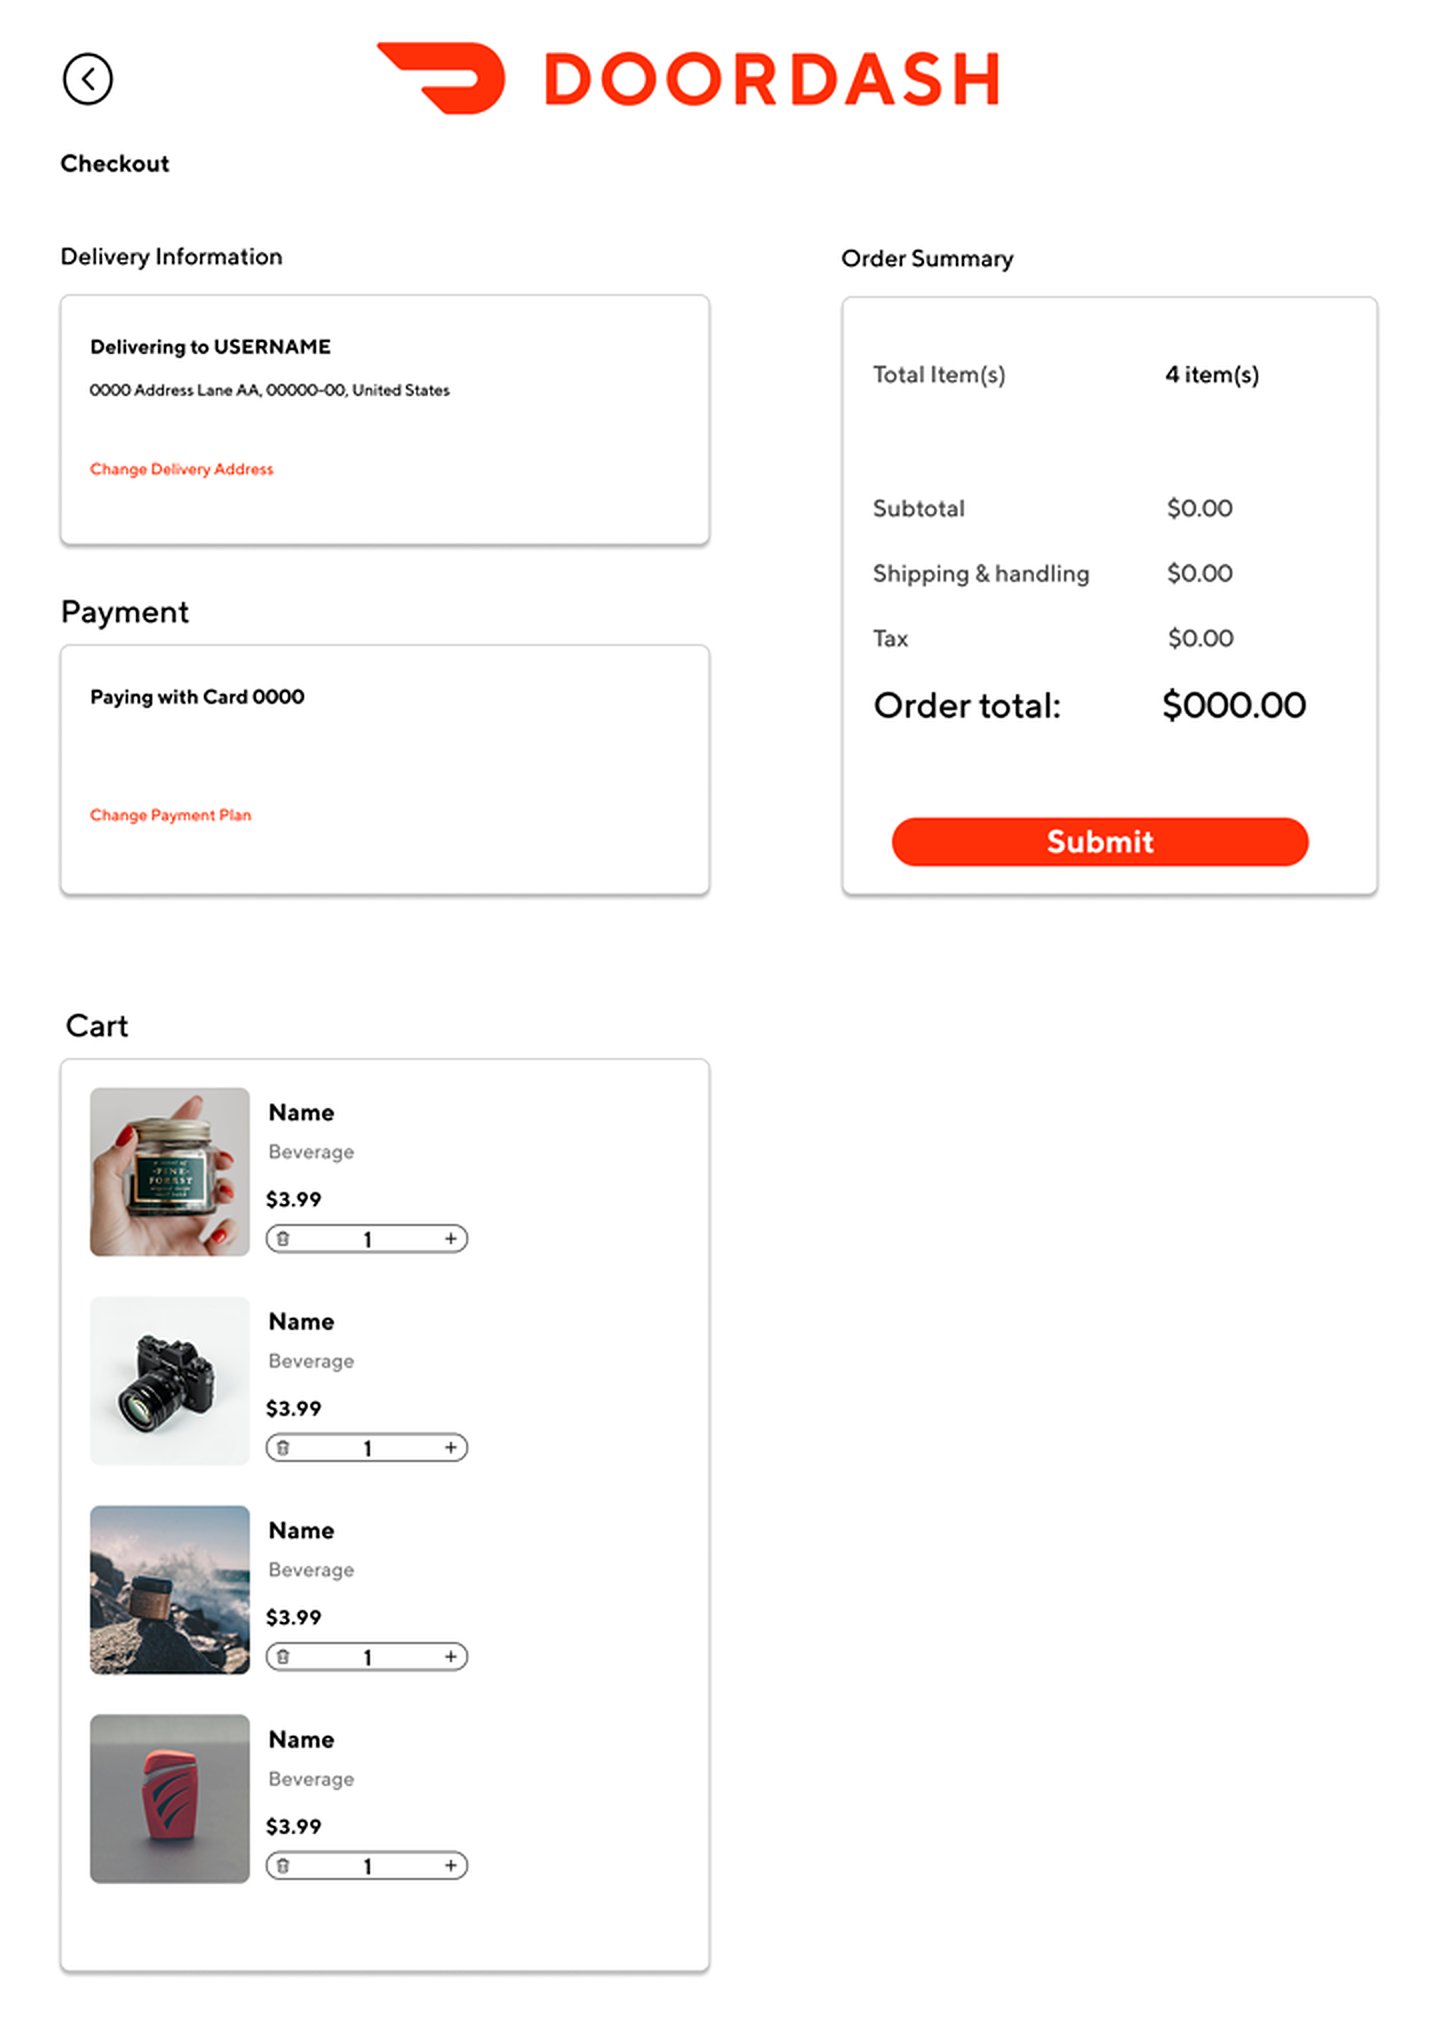 DOORDASH
Checkout
Delivery Information
Delivering to USERNAME
0000 Address Lane AA, 00000-00, United States
Change Delivery Address
Payment
Paying with Card 0000
Change Payment Plan
Order Summary
Total Item(s) 4 item(s)
Subtotal $0.00
Shipping & handling $0.00
Tax $0.00
Order total: $000.00
Submit
Cart
PINE
FOREST
Name
Beverage
$3.99
1 +
Name
Beverage
$3.99
1 +
Name
Beverage
$3.99
1 +
Name
Beverage
$3.99
1 +